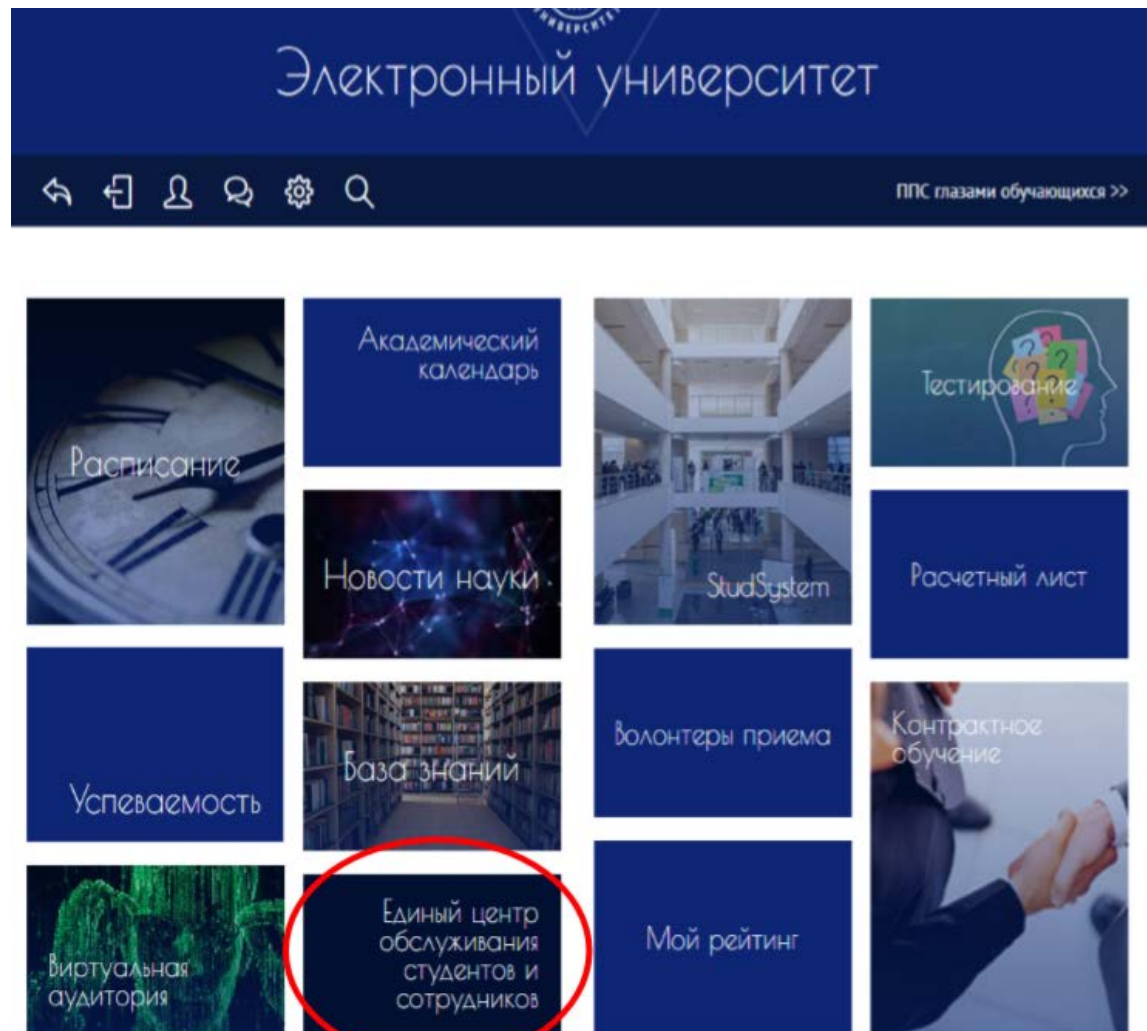 УНИВЕРСИТЕТ
Электронный университет
ППС глазами обучающихся >>
Расписание
Академический
календарь
Новости науки
StudSystem
Тестирование
Расчетный лист
Успеваемость
База знаний
Волонтеры приема
Контрактное
обучение
Виртуальная
аудитория
Единый центр
обслуживания
студентов и
сотрудников
Мой рейтинг